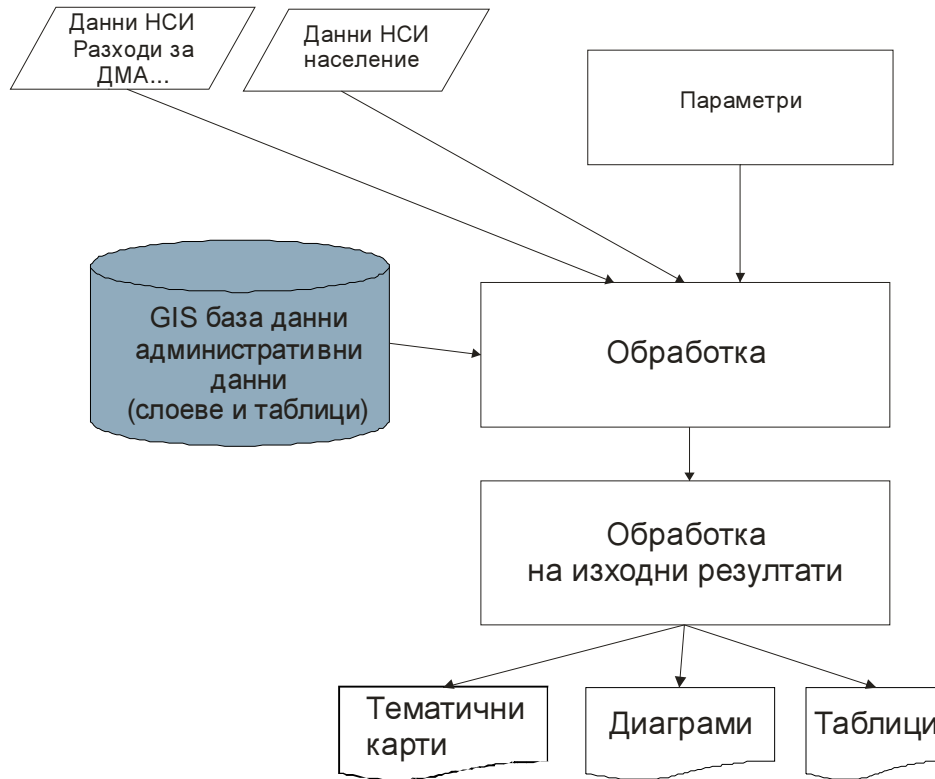 Данни НСИ
Разходи за
ДМА...
Данни НСИ
население
Параметри
GIS база данни
административни
данни
(слоеве и таблици)
Обработка
Обработка
на изходни резултати
Тематични
карти
Диаграми
Таблици